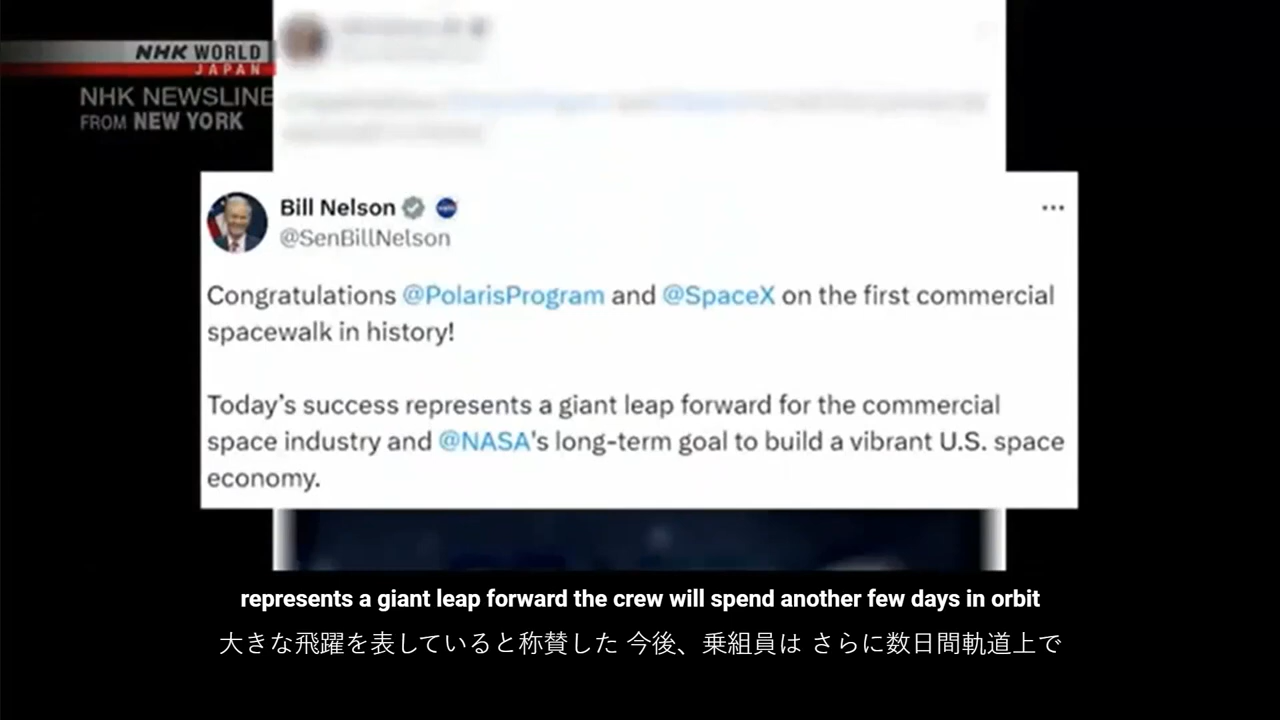 NHK WORLD
JAPAN
NHK NEWSLINE
FROM NEW YORK
Bill Nelson
@SenBillNelson
Congratulations @PolarisProgram and @SpaceX on the first commercial
spacewalk in history!
Today's success represents a giant leap forward for the commercial
space industry and @NASA's long-term goal to build a vibrant U.S. space
economy.
represents a giant leap forward the crew will spend another few days in orbit
大きな飛躍を表していると称賛した 今後、乗組員は さらに数日間軌道上で